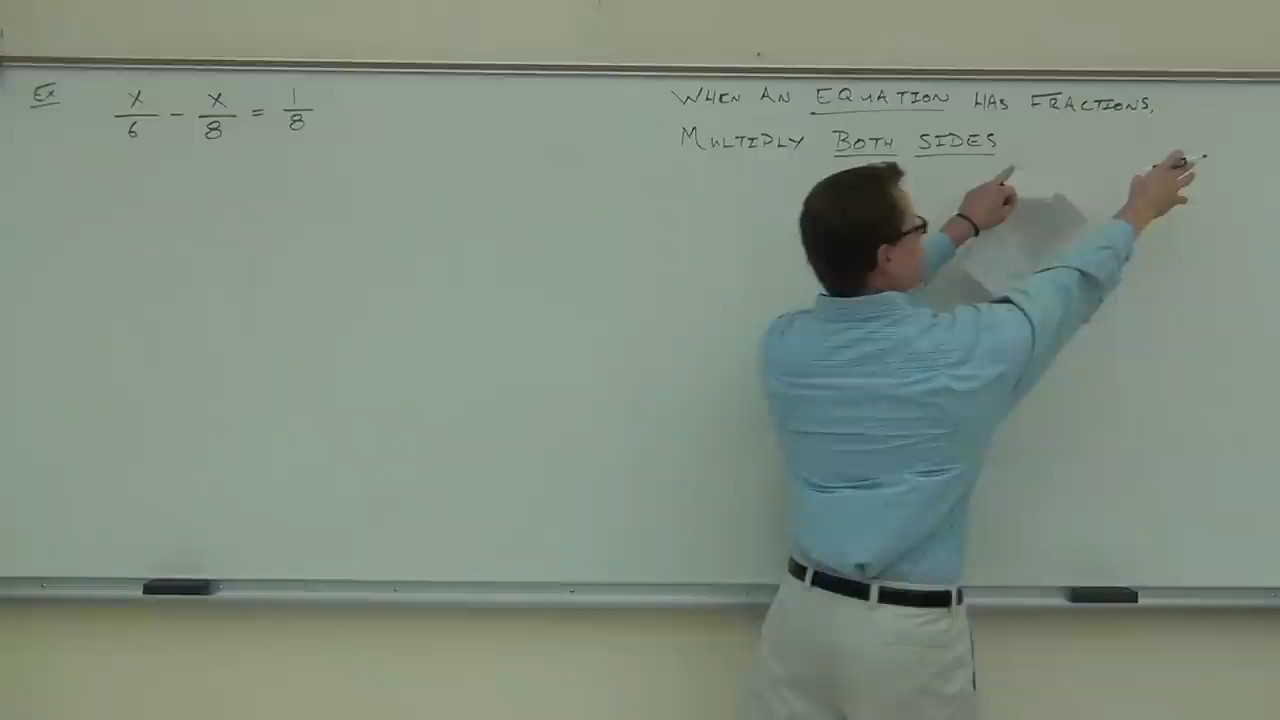 Ex x/6 - x/8 = 1/8
WHEN AN EQUATION HAS FRACTIONS,
MULTIPLY BOTH SIDES